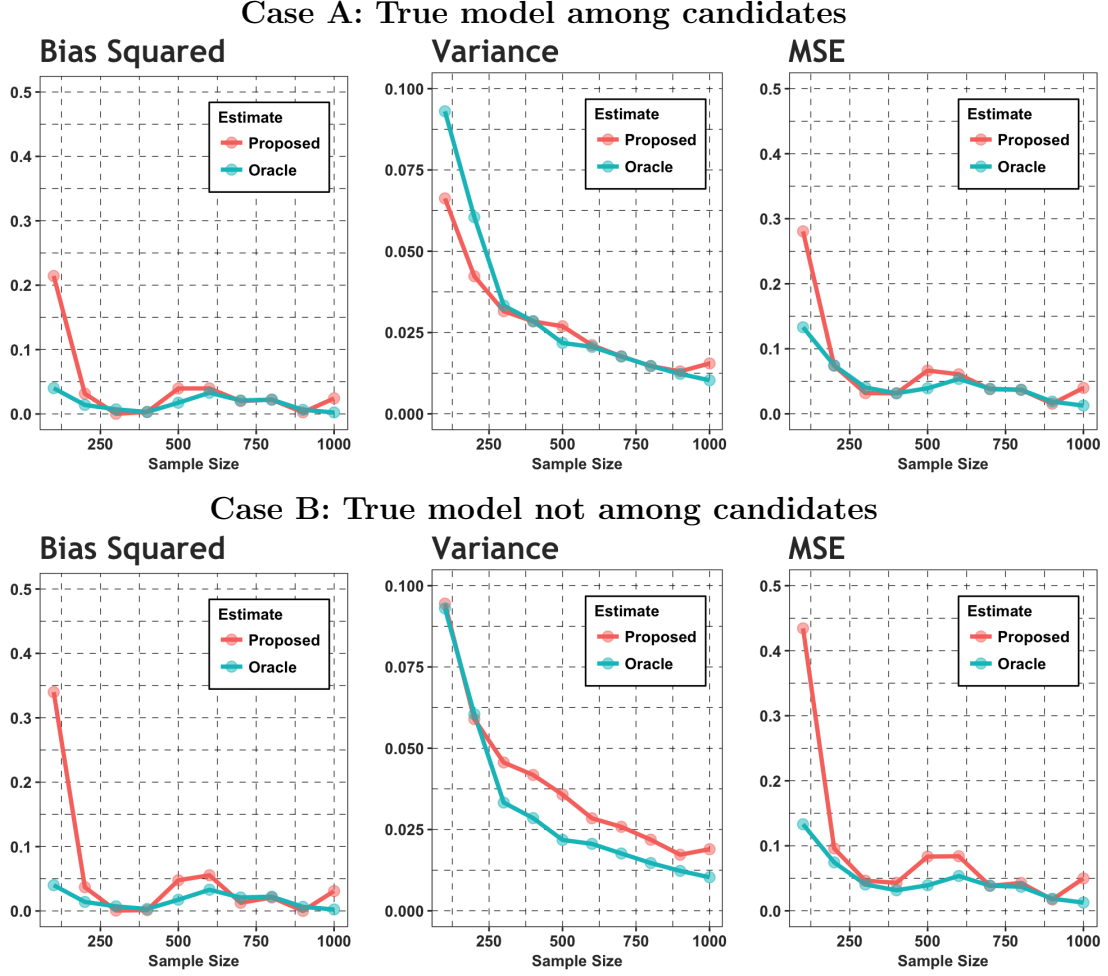 Case A: True model among candidates
Bias Squared
0.5
0.4
0.3
0.2
0.1
0.0
250
500
750
1000
Sample Size
Estimate
Proposed
Oracle
Variance
0.100
0.075
0.050
0.025
0.000
250
500
750
1000
Sample Size
Estimate
Proposed
Oracle
MSE
0.5
0.4
0.3
0.2
0.1
0.0
250
500
750
1000
Sample Size
Estimate
Proposed
Oracle
Case B: True model not among candidates
Bias Squared
0.5
0.4
0.3
0.2
0.1
0.0
250
500
750
1000
Sample Size
Estimate
Proposed
Oracle
Variance
0.100
0.075
0.050
0.025
0.000
250
500
750
1000
Sample Size
Estimate
Proposed
Oracle
MSE
0.5
0.4
0.3
0.2
0.1
0.0
250
500
750
1000
Sample Size
Estimate
Proposed
Oracle